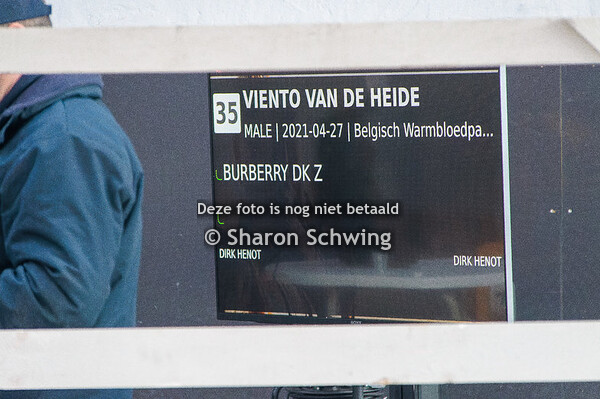 35
VIENTO VAN DE HEIDE
MALE | 2021-04-27 | Belgisch Warmbloedpa...
BURBERRY DK Z
Deze foto is nog niet betaald
© Sharon Schwing
DIRK HENOT
DIRK HENOT